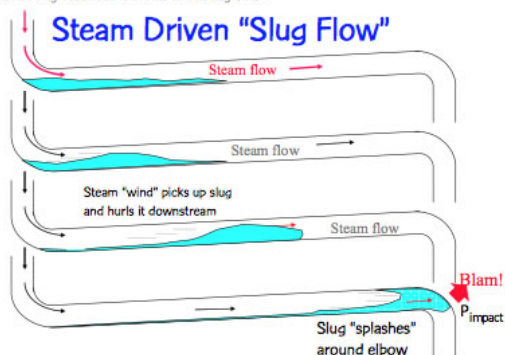 Steam Driven "Slug Flow"
Steam flow
Steam flow
Steam "wind" picks up slug
and hurls it downstream
Steam flow
Blam!
Pimpact
Slug "splashes"
around elbow